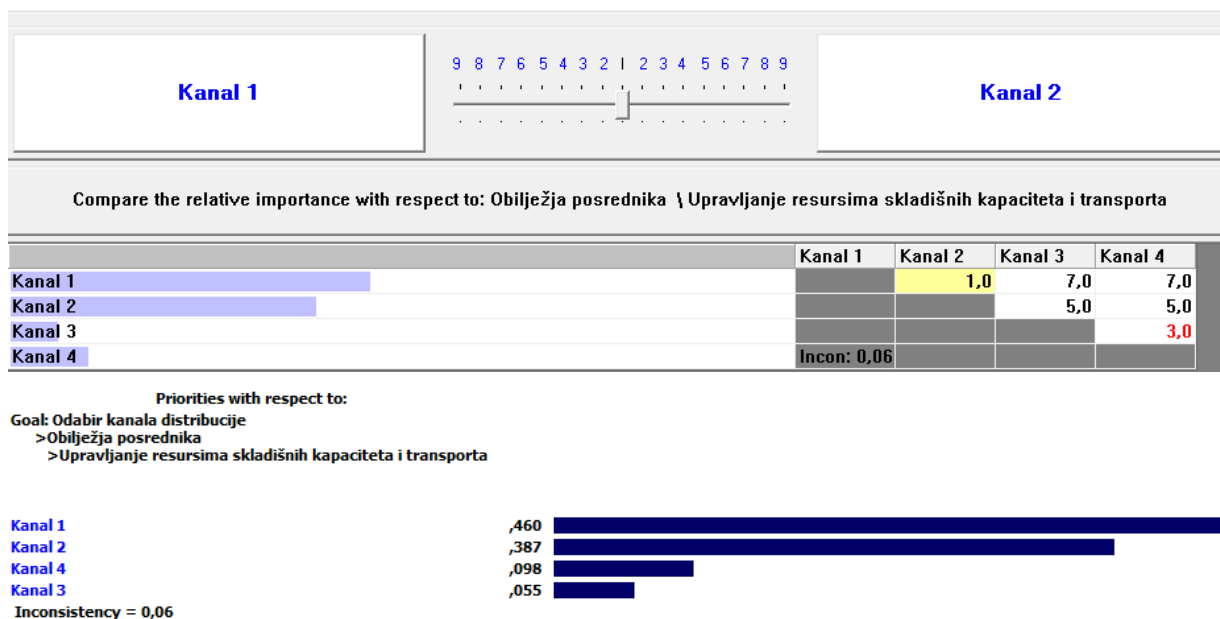 Kanal 1
9 8 7 6 5 4 3 2 1 2 3 4 5 6 7 8 9
Kanal 2
Compare the relative importance with respect to: Obilježja posrednika \ Upravljanje resursima skladišnih kapaciteta i transporta
Kanal 1 Kanal 2 Kanal 3 Kanal 4
Kanal 1 1,0 7,0 7,0
Kanal 2 5,0 5,0
Kanal 3 3,0
Kanal 4 Incon: 0,06
Priorities with respect to:
Goal: Odabir kanala distribucije
>Obilježja posrednika
>Upravljanje resursima skladišnih kapaciteta i transporta
Kanal 1 ,460
Kanal 2 ,387
Kanal 4 ,098
Kanal 3 ,055
Inconsistency = 0,06